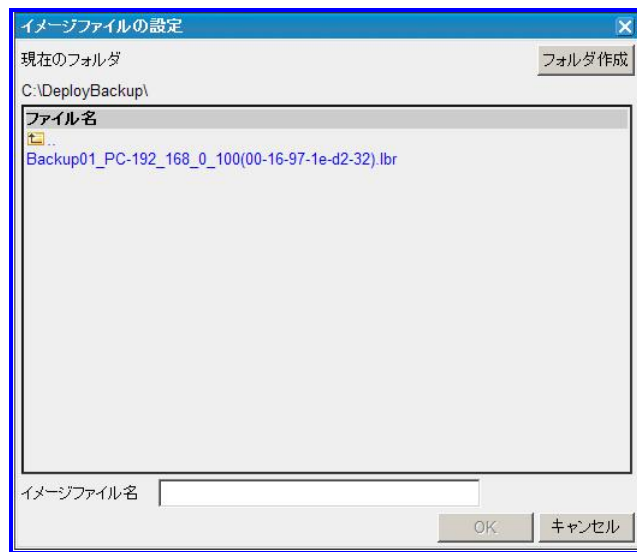 イメージファイルの設定
現在のフォルダ
フォルダ作成
C:\DeployBackup\
ファイル名
..
Backup01_PC-192_168_0_100(00-16-97-1e-d2-32).lbr
イメージファイル名
OK キャンセル